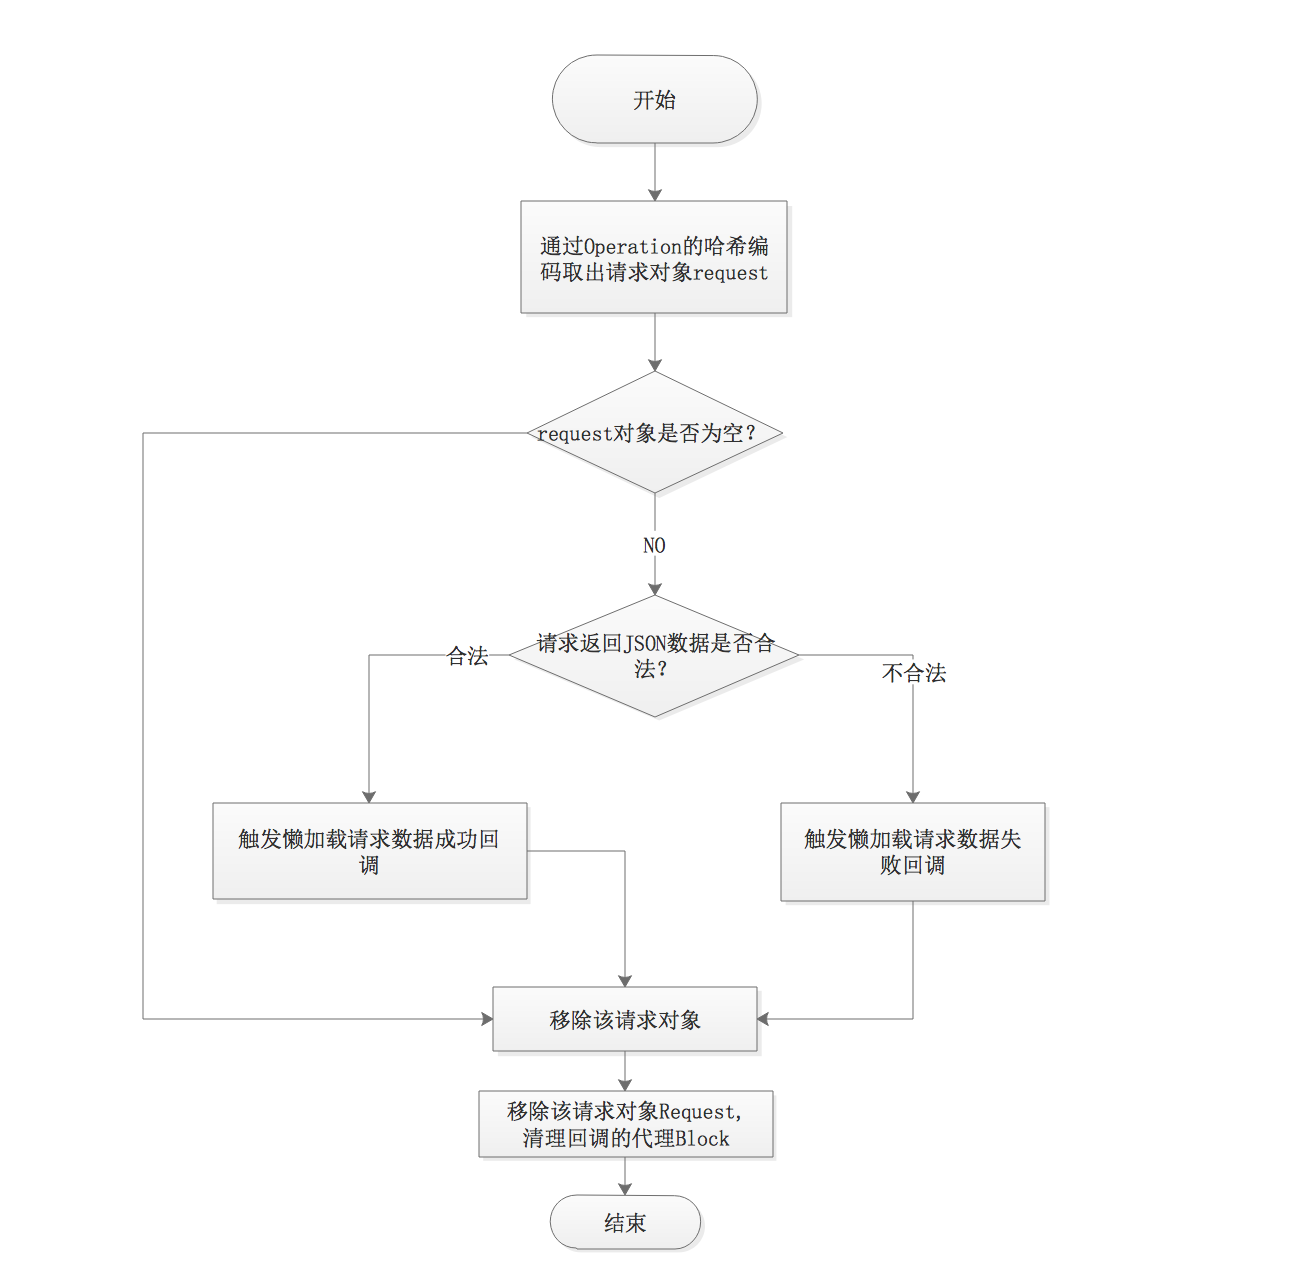 开始
通过Operation的哈希编
码取出请求对象request
request对象是否为空？
NO
请求返回JSON数据是否合
法？
合法
不合法
触发懒加载请求数据成功回
调
触发懒加载请求数据失
败回调
移除该请求对象
移除该请求对象Request,
清理回调的代理Block
结束